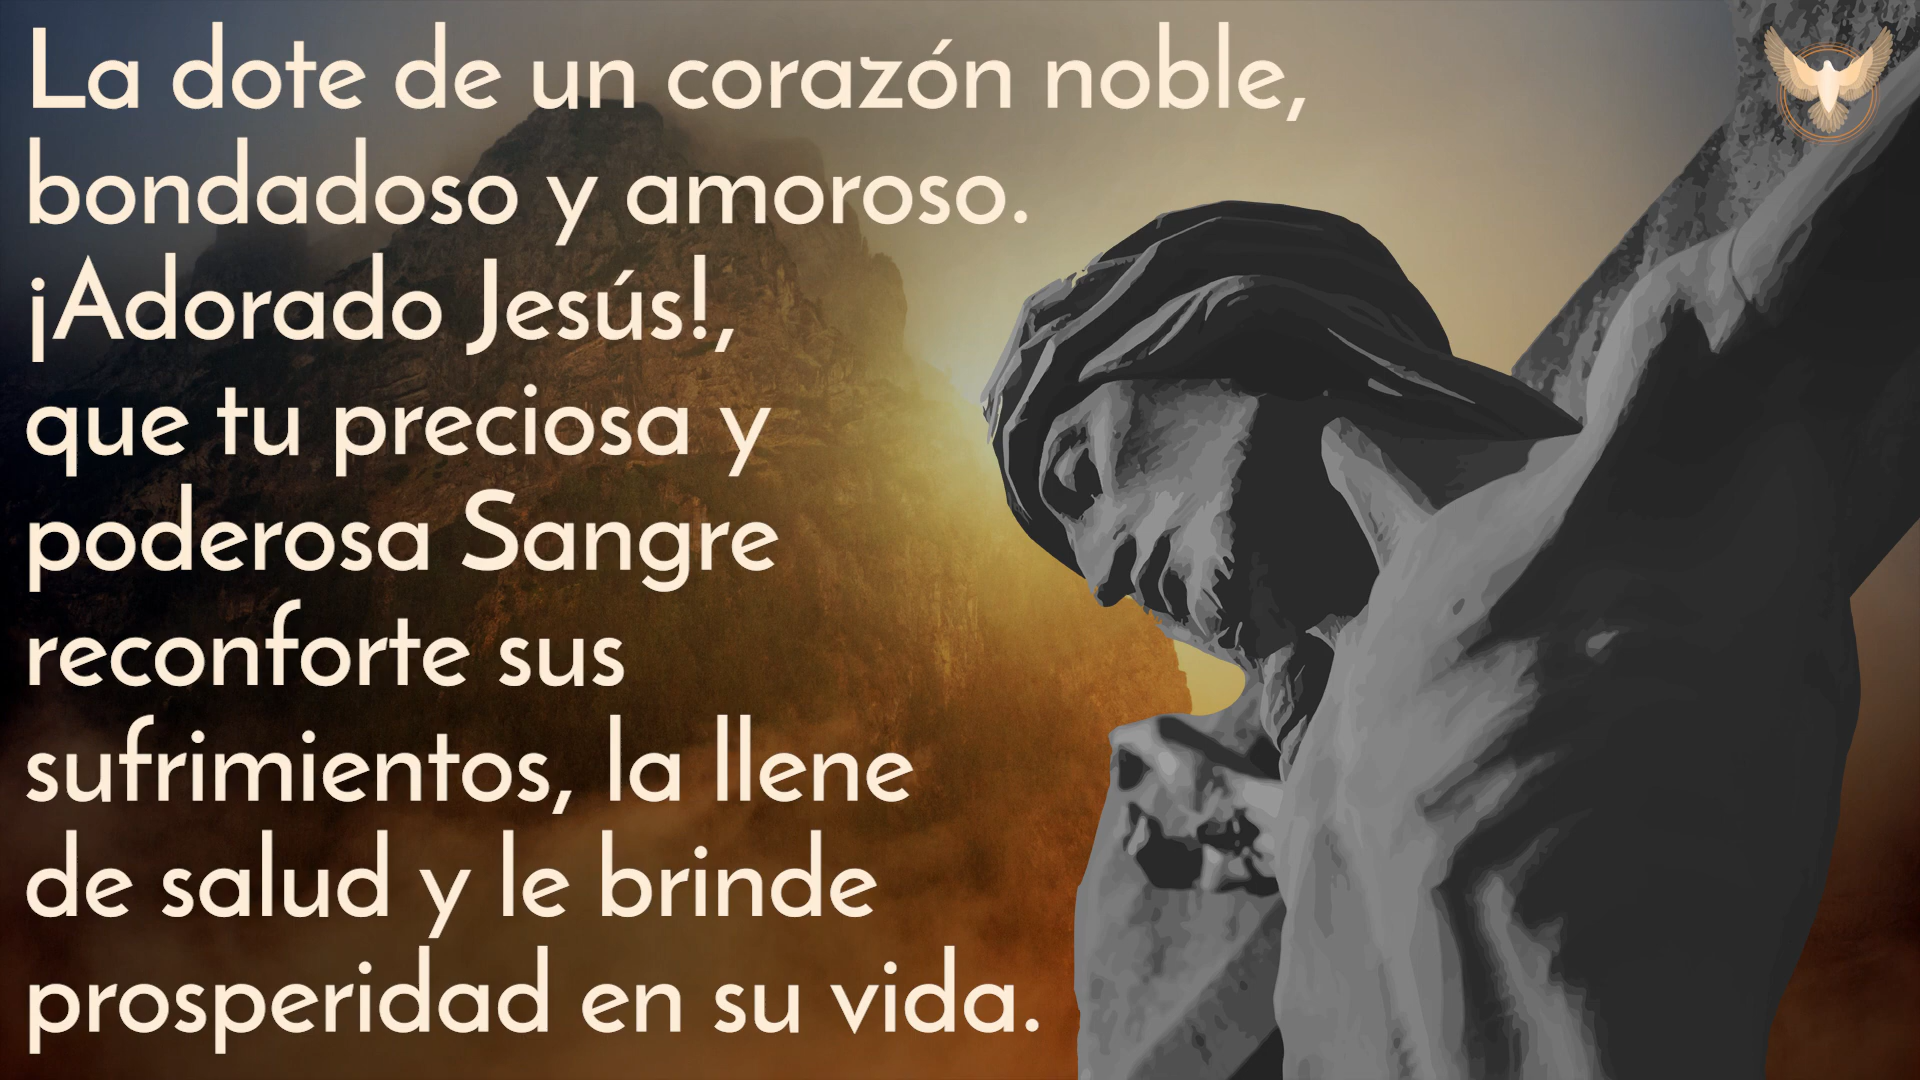 La dote de un corazón noble,
bondadoso y amoroso.
¡Adorado Jesús!,
que tu preciosa y
poderosa Sangre
reconforte sus
sufrimientos, la llene
de salud y le brinde
prosperidad en su vida.